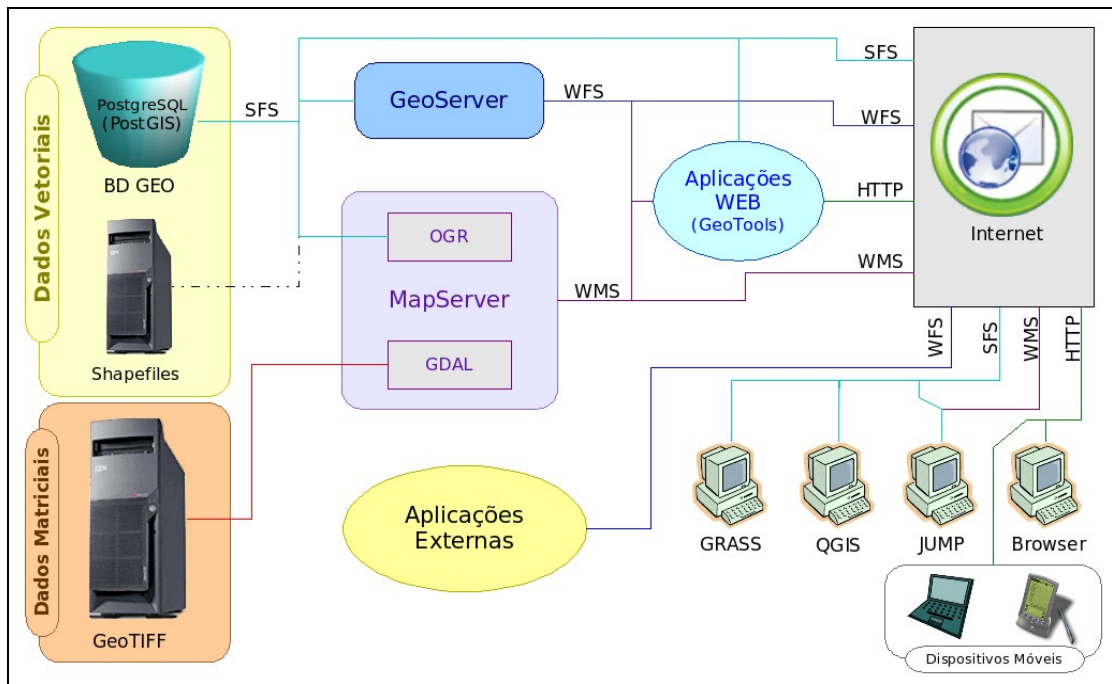 Dados Vetoriais
PostgreSQL
(PostGIS)
BD GEO
Shapefiles
Dados Matriciais
IBM
GeoTIFF
SFS
GeoServer
WFS
OGR
MapServer
GDAL
WMS
Aplicações
WEB
(GeoTools)
SFS
WFS
HTTP
WMS
Internet
WFS
SFS
WMS
HTTP
Aplicações
Externas
GRASS
QGIS
JUMP
Browser
Dispositivos Móveis